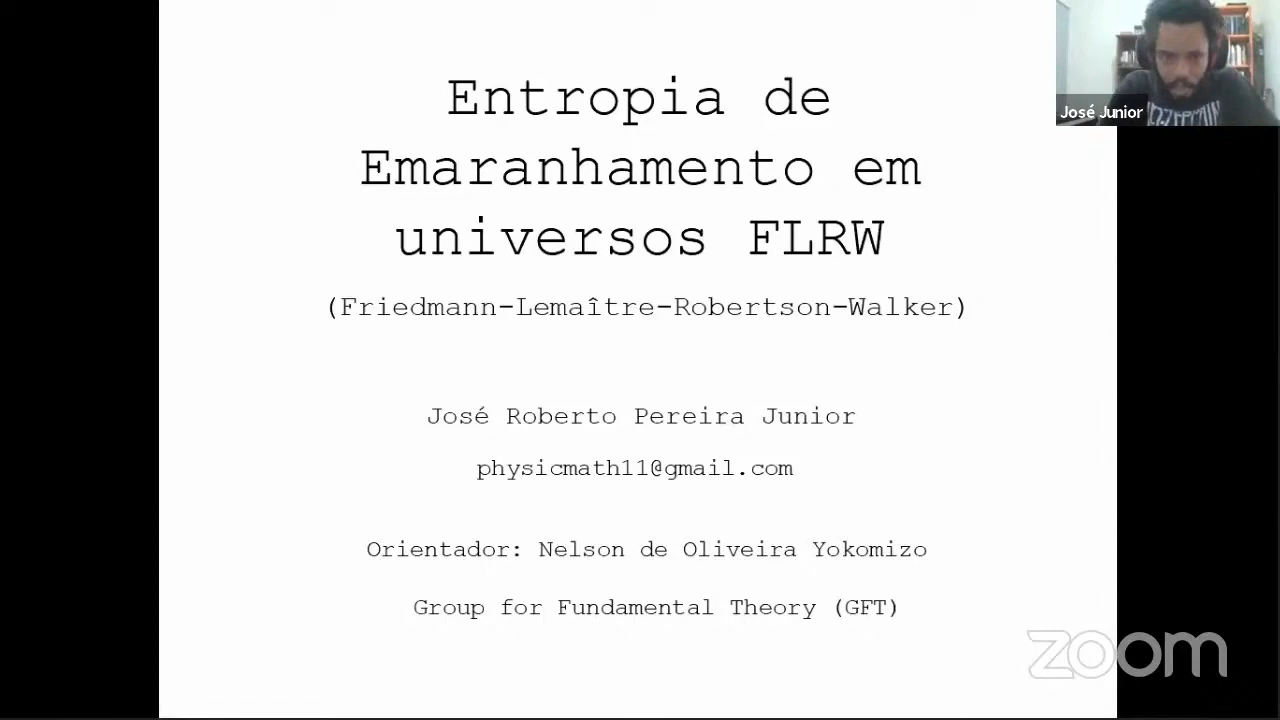 Entropia de
Emaranhamento em
universos FLRW
(Friedmann-Lemaître-Robertson-Walker)
José Roberto Pereira Junior
physicmath11@gmail.com
Orientador: Nelson de Oliveira Yokomizo
Group for Fundamental Theory (GFT)
José Junior
zoom